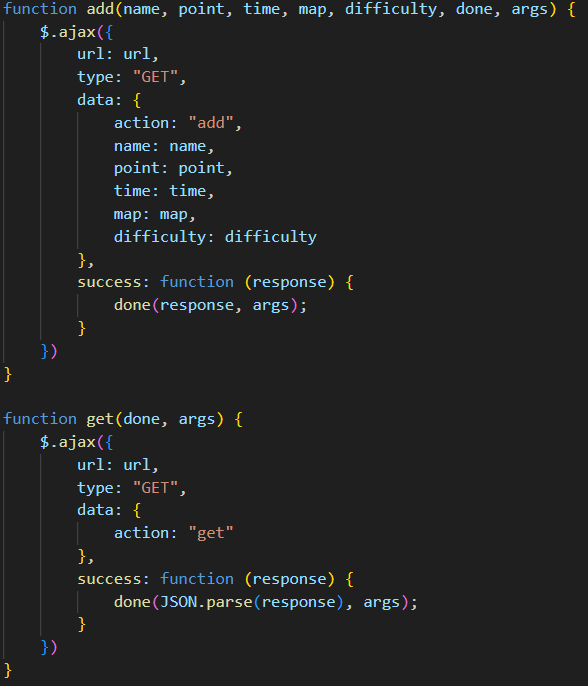 function add(name, point, time, map, difficulty, done, args) {
    $.ajax({
        url: url,
        type: "GET",
        data: {
            action: "add",
            name: name,
            point: point,
            time: time,
            map: map,
            difficulty: difficulty
        },
        success: function (response) {
            done(response, args);
        }
    })
}

function get(done, args) {
    $.ajax({
        url: url,
        type: "GET",
        data: {
            action: "get"
        },
        success: function (response) {
            done(JSON.parse(response), args);
        }
    })
}